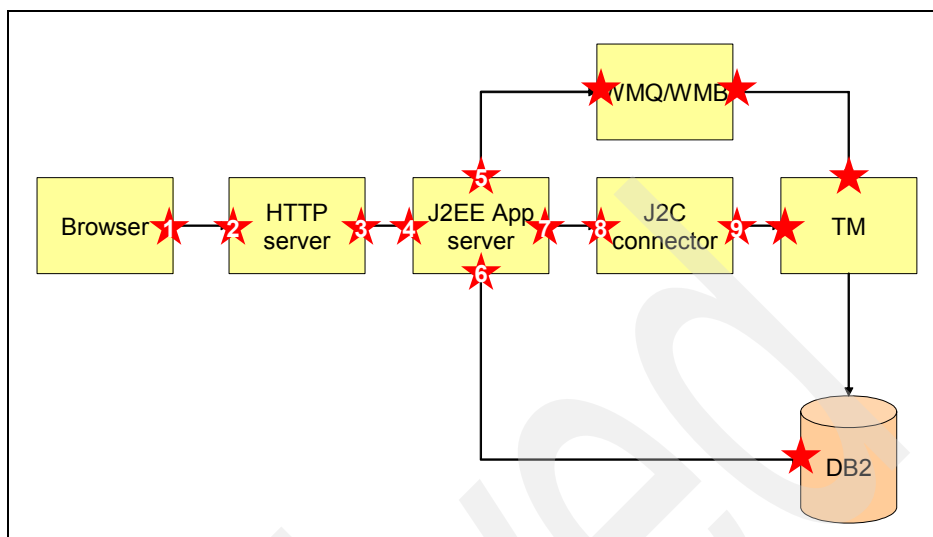 WMQ/WMB
5
Browser
1
2
HTTP
server
3
4
J2EE App
server
7
8
J2C
connector
9
TM
6
DB2